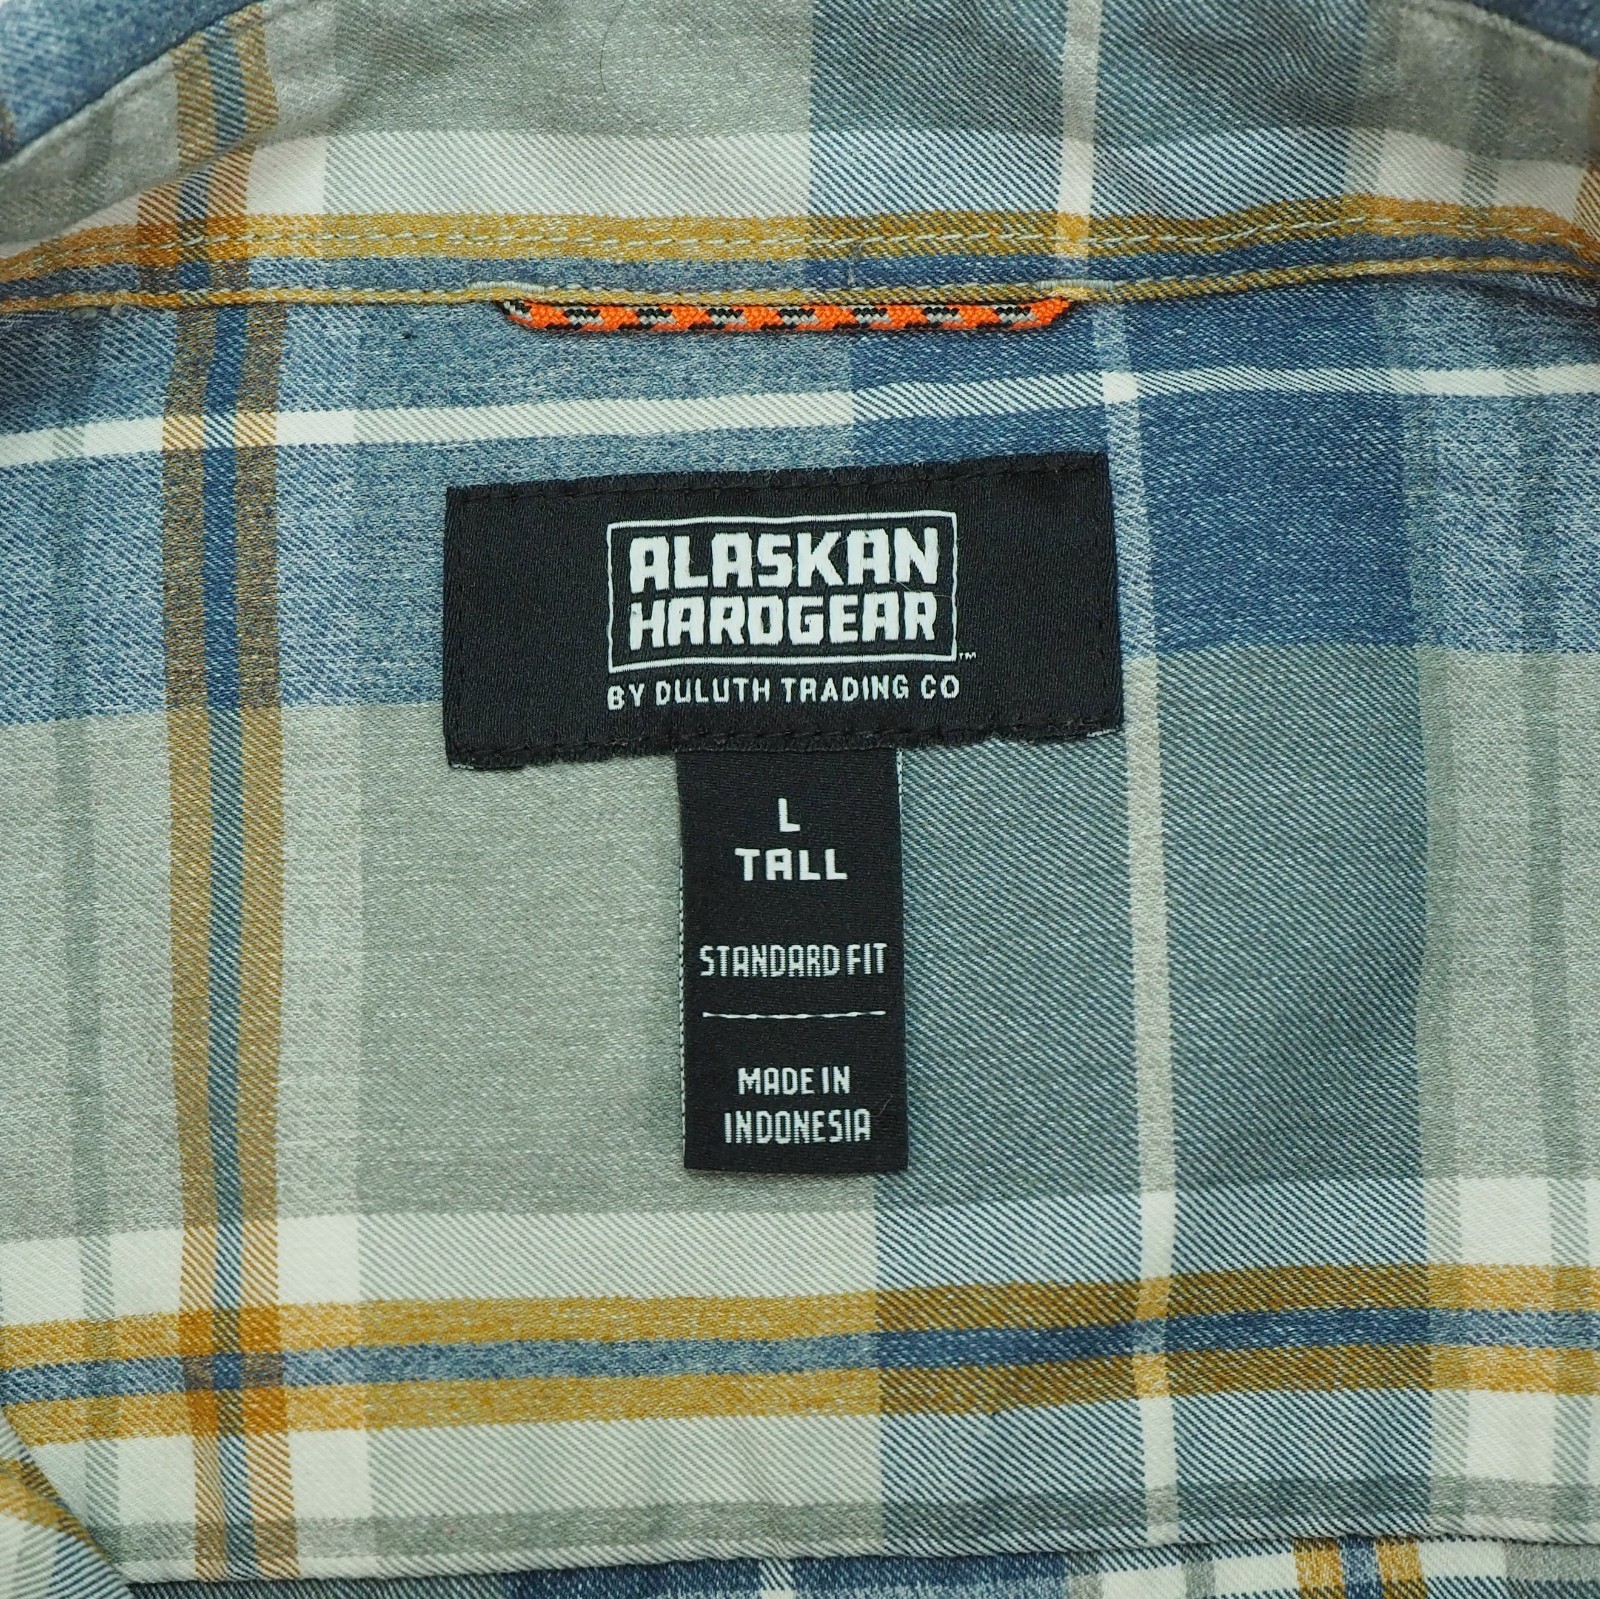 ALASKAN
HARDGEAR
™
BY DULUTH TRADING CO
L
TALL
STANDARD FIT
MADE IN
INDONESIA